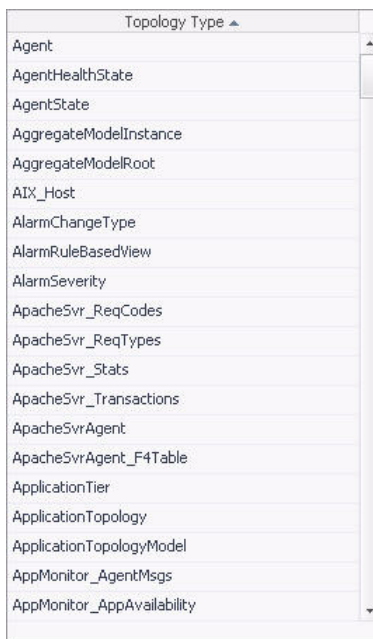 Topology Type
Agent
AgentHealthState
AgentState
AggregateModelInstance
AggregateModelRoot
AIX_Host
AlarmChangeType
AlarmRuleBasedView
AlarmSeverity
ApacheSvr_ReqCodes
ApacheSvr_ReqTypes
ApacheSvr_Stats
ApacheSvr_Transactions
ApacheSvrAgent
ApacheSvrAgent_F4Table
ApplicationTier
ApplicationTopology
ApplicationTopologyModel
AppMonitor_AgentMsgs
AppMonitor_AppAvailability